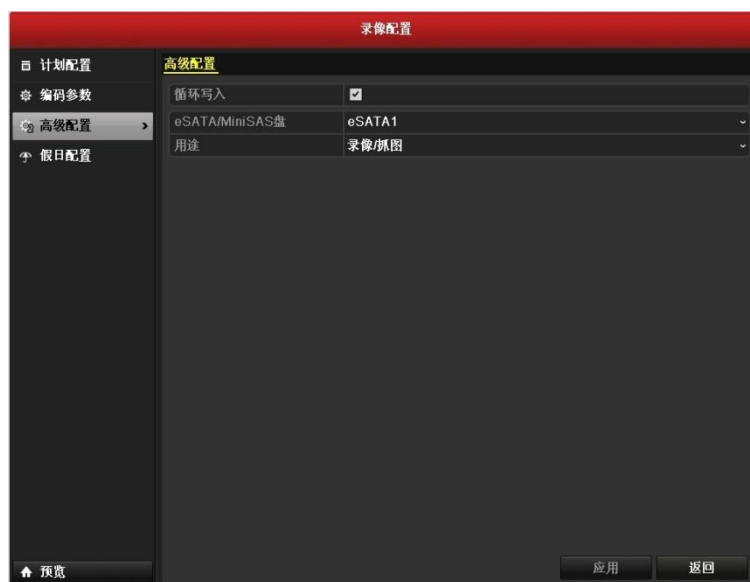 录像配置
计划配置
编码参数
高级配置
假日配置
预览
高级配置
循环写入
eSATA/MiniSAS盘 eSATA1
用途 录像/抓图
应用 返回